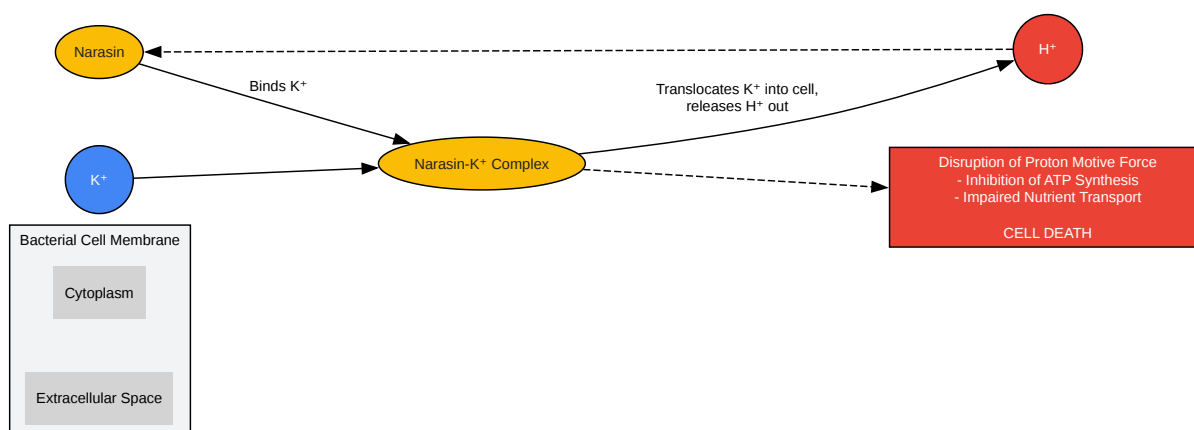 Narasin
H⁺
Binds K⁺
Translocates K⁺ into cell,
releases H⁺ out
Narasin-K⁺ Complex
K⁺
Disruption of Proton Motive Force
- Inhibition of ATP Synthesis
- Impaired Nutrient Transport
CELL DEATH
Bacterial Cell Membrane
Cytoplasm
Extracellular Space